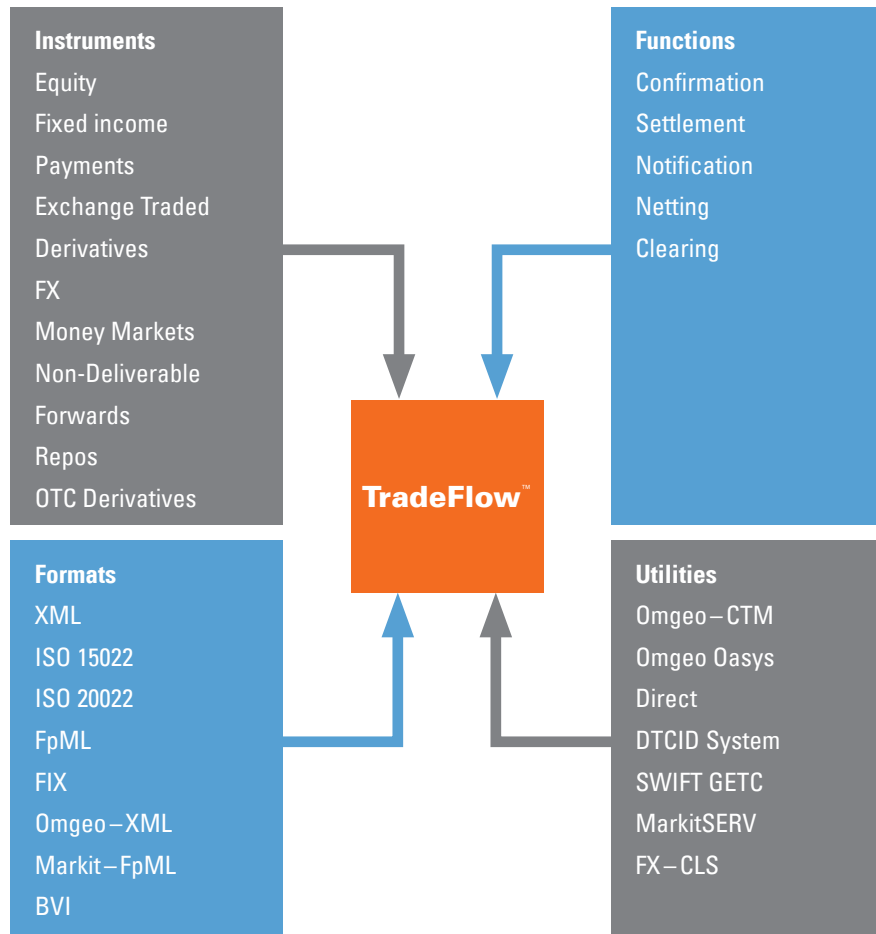 Instruments
Equity
Fixed income
Payments
Exchange Traded
Derivatives
FX
Money Markets
Non-Deliverable
Forwards
Repos
OTC Derivatives
Functions
Confirmation
Settlement
Notification
Netting
Clearing
TradeFlow™
Formats
XML
ISO 15022
ISO 20022
FpML
FIX
Omgeo–XML
Markit–FpML
BVI
Utilities
Omgeo–CTM
Omgeo Oasys
Direct
DTCID System
SWIFT GETC
MarkitSERV
FX–CLS